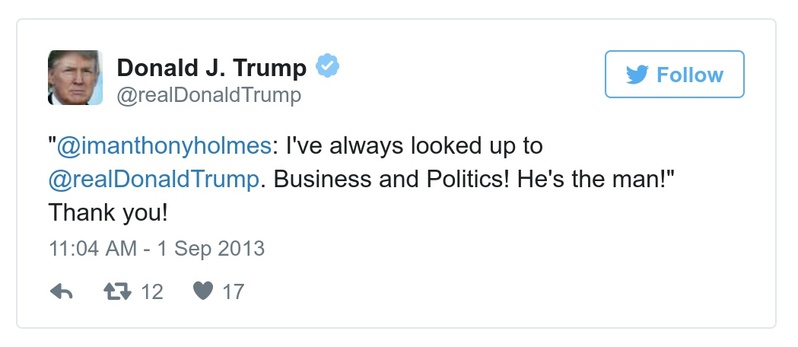 Donald J. Trump
@realDonaldTrump
Follow
"@imanthonyholmes: I've always looked up to
@realDonaldTrump. Business and Politics! He's the man!"
Thank you!
11:04 AM - 1 Sep 2013
12 17